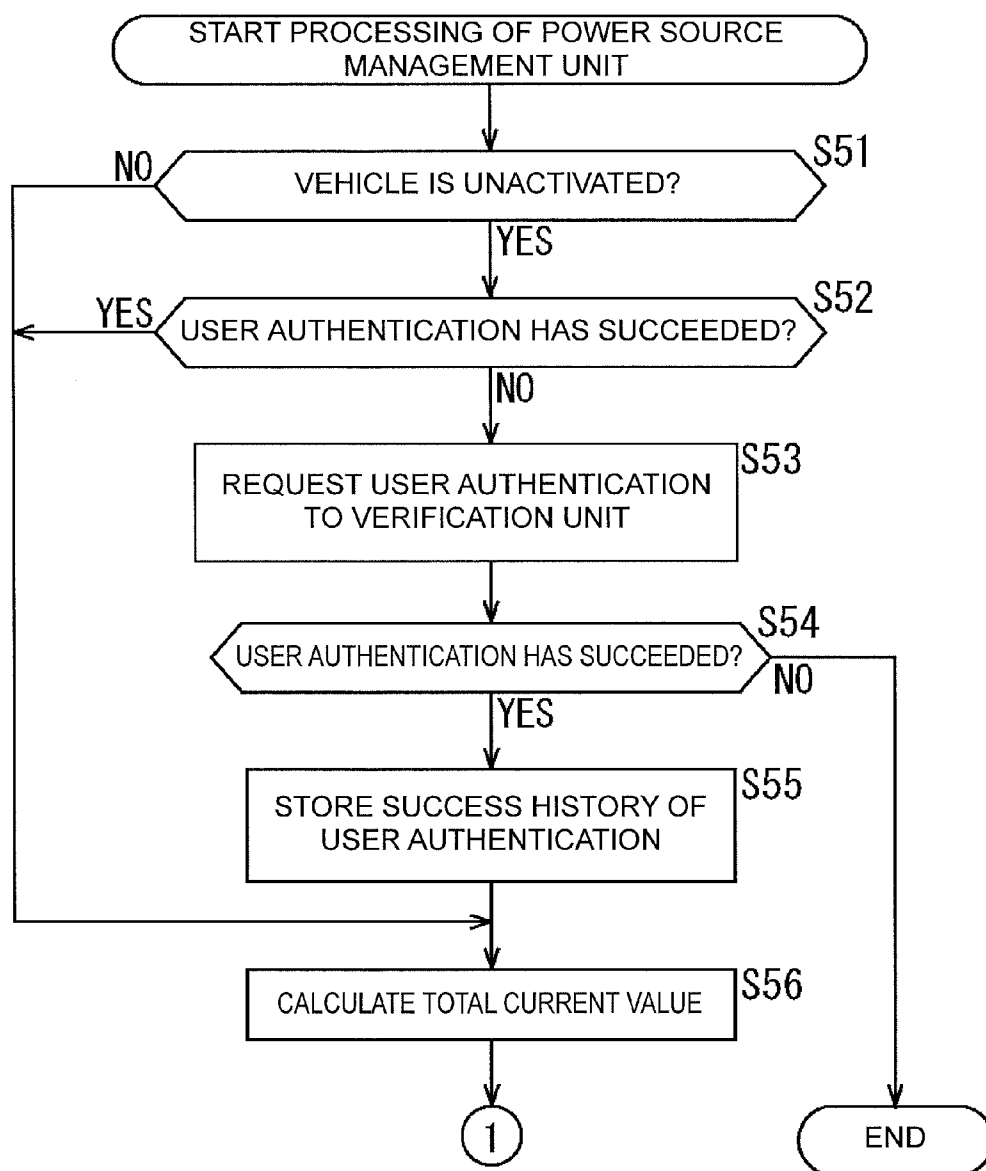 START PROCESSING OF POWER SOURCE
MANAGEMENT UNIT
S51
NO
VEHICLE IS UNACTIVATED?
YES
S52
YES
USER AUTHENTICATION HAS SUCCEEDED?
NO
S53
REQUEST USER AUTHENTICATION
TO VERIFICATION UNIT
S54
USER AUTHENTICATION HAS SUCCEEDED?
NO
YES
S55
STORE SUCCESS HISTORY OF
USER AUTHENTICATION
S56
CALCULATE TOTAL CURRENT VALUE
1
END